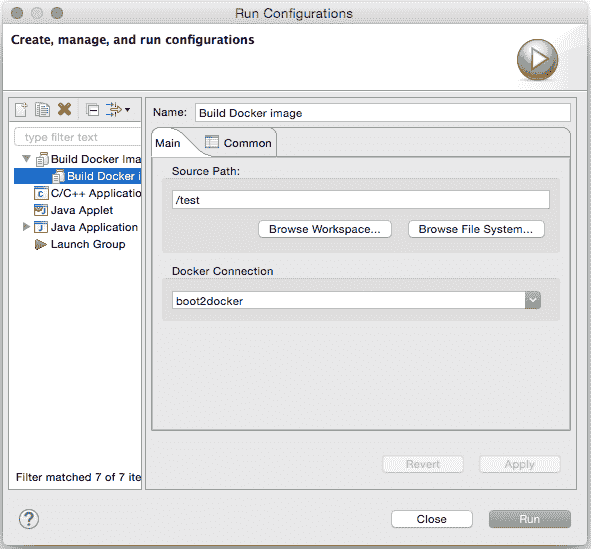 Run Configurations
Create, manage, and run configurations
Name: Build Docker image
type filter text
Build Docker Ima
Build Docker i
C/C++ Applicatio
Java Applet
Java Application
Launch Group
Filter matched 7 of 7 ite
Main
Common
Source Path:
/test
Browse Workspace...
Browse File System...
Docker Connection
boot2docker
Revert
Apply
?
Close
Run